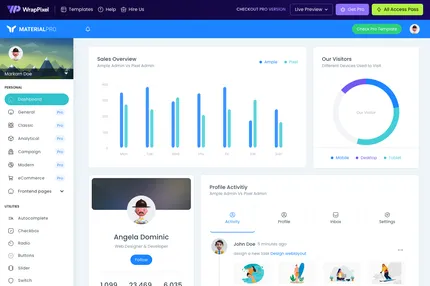 WrapPixel
Templates
Help
Hire Us
CHECKOUT PRO VERSION
Live Preview
Get Pro
All Access Pass
MATERIALPRO
Check Pro Template
Markarn Doe
PERSONAL
Dashboard
General Pro
Classic Pro
Analytical Pro
Campaign Pro
Modern Pro
eCommerce Pro
Frontend pages
UTILITIES
Autocomplete
Checkbox
Radio
Buttons
Slider
Switch
Sales Overview
Ample Admin Vs Pixel Admin
Ample
Pixel
Our Visitors
Different Devices Used to Visit
Our Visitor
Mobile
Desktop
Tablet
Angela Dominic
Web Designer & Developer
Follow
1,099 23,469 6,035
Profile Activity
Ample Admin Vs Pixel Admin
Activity
Profile
Inbox
Settings
John Doe 5 minutes ago
assign a new task Design weblayout